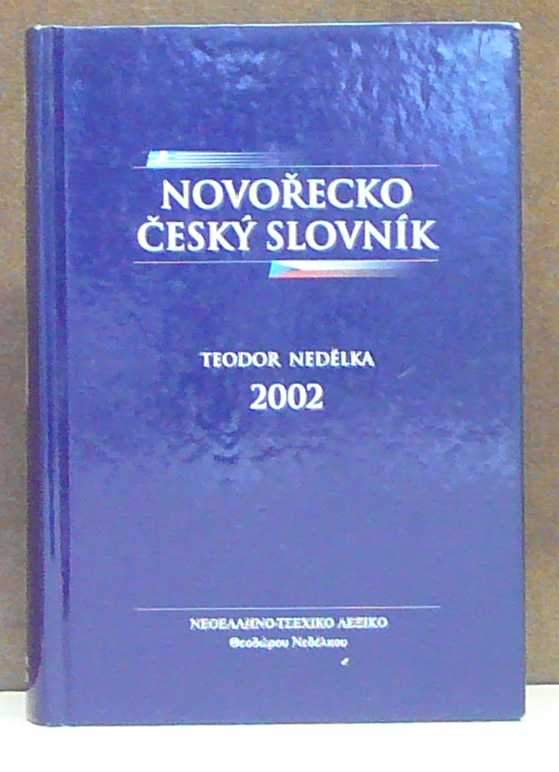 NOVOŘECKO
ČESKÝ SLOVNÍK
TEODOR NEDĚLKA
2002
ΝΕΟΕΛΛΗΝΟ-ΤΣΕΧΙΚΟ ΛΕΞΙΚΟ
Θεοδώρου Νεδέλκου